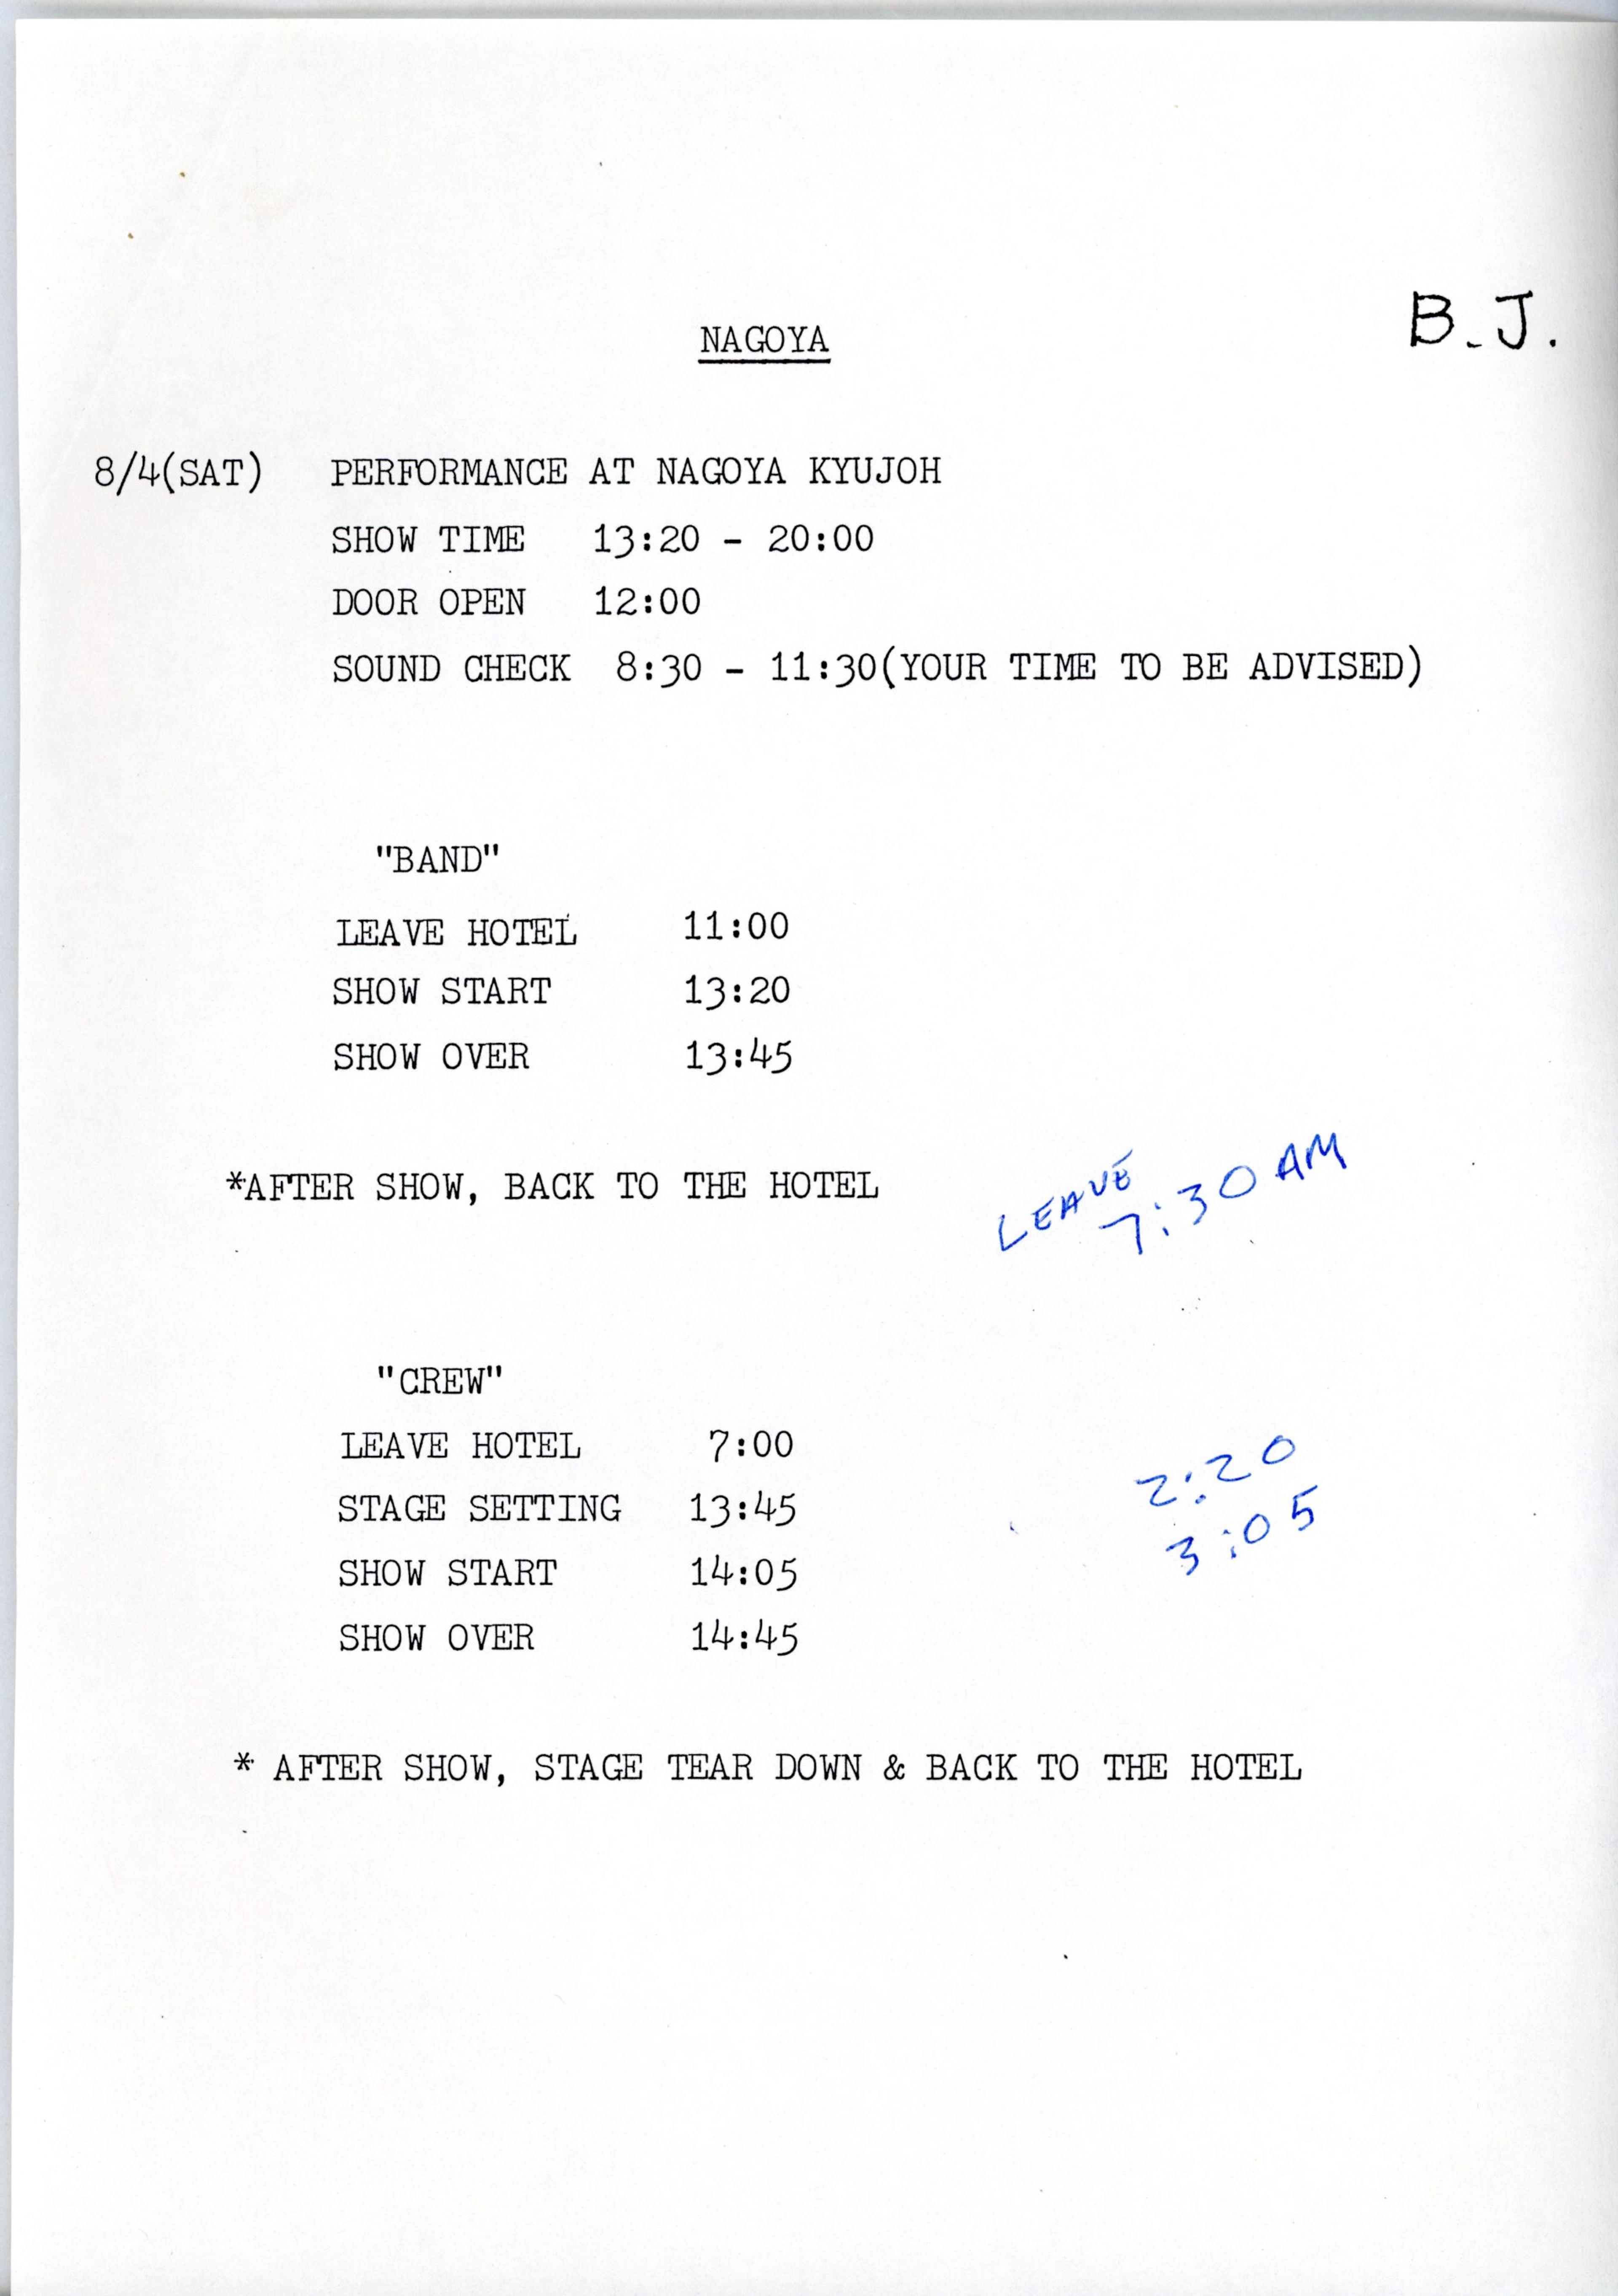 B.J.
NAGOYA
8/4(SAT) PERFORMANCE AT NAGOYA KYUJOH
SHOW TIME 13:20 - 20:00
DOOR OPEN 12:00
SOUND CHECK 8:30 - 11:30(YOUR TIME TO BE ADVISED)
"BAND"
LEAVE HOTEL 11:00
SHOW START 13:20
SHOW OVER 13:45
*AFTER SHOW, BACK TO THE HOTEL
LEAVE
7:30 AM
"CREW"
LEAVE HOTEL 7:00
STAGE SETTING 13:45
SHOW START 14:05
SHOW OVER 14:45
2:20
3:05
* AFTER SHOW, STAGE TEAR DOWN & BACK TO THE HOTEL